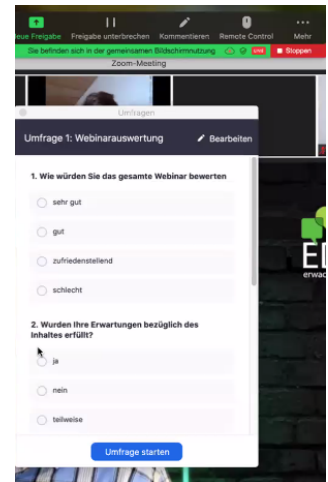 Neue Freigabe Freigabe unterbrechen Kommentieren Remote Control Mehr
Sie befinden sich in der gemeinsamen Bildschirmnutzung Stoppen
Zoom-Meeting
Umfragen
Umfrage 1: Webinarauswertung Bearbeiten
1. Wie würden Sie das gesamte Webinar bewerten
sehr gut
gut
zufriedenstellend
schlecht
2. Wurden Ihre Erwartungen bezüglich des
Inhaltes erfüllt?
ja
nein
teilweise
Umfrage starten